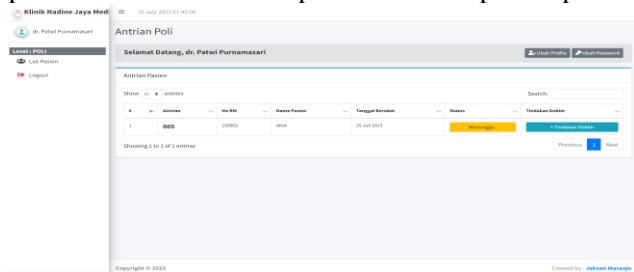 Klinik Nadine Jaya Med
25 July 2023 07:45:06
dr. Patwi Purnamasari
Level : POLI
List Pasien
Logout
Antrian Poli
Selamat Datang, dr. Patwi Purnamasari
Ubah Profile
Ubah Password
Antrian Pasien
Show 10 entries
Search:
# Antrian No RM Nama Pasien Tanggal Berobat Status Tindakan Dokter
1 005 25 Juli 2023 Menunggu + Tindakan Dokter
Showing 1 to 1 of 1 entries
Previous 1 Next
Copyright © 2023
Created by : Jekson Maranju